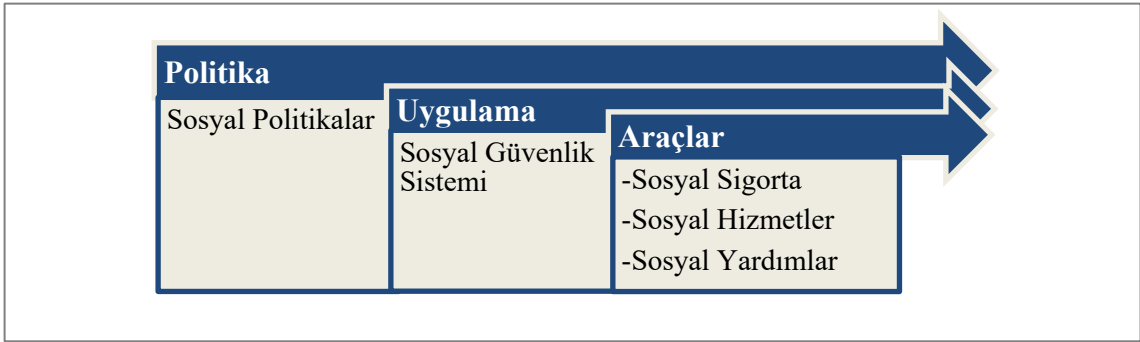 Politika
Sosyal Politikalar
Uygulama
Sosyal Güvenlik
Sistemi
Araçlar
-Sosyal Sigorta
-Sosyal Hizmetler
-Sosyal Yardımlar